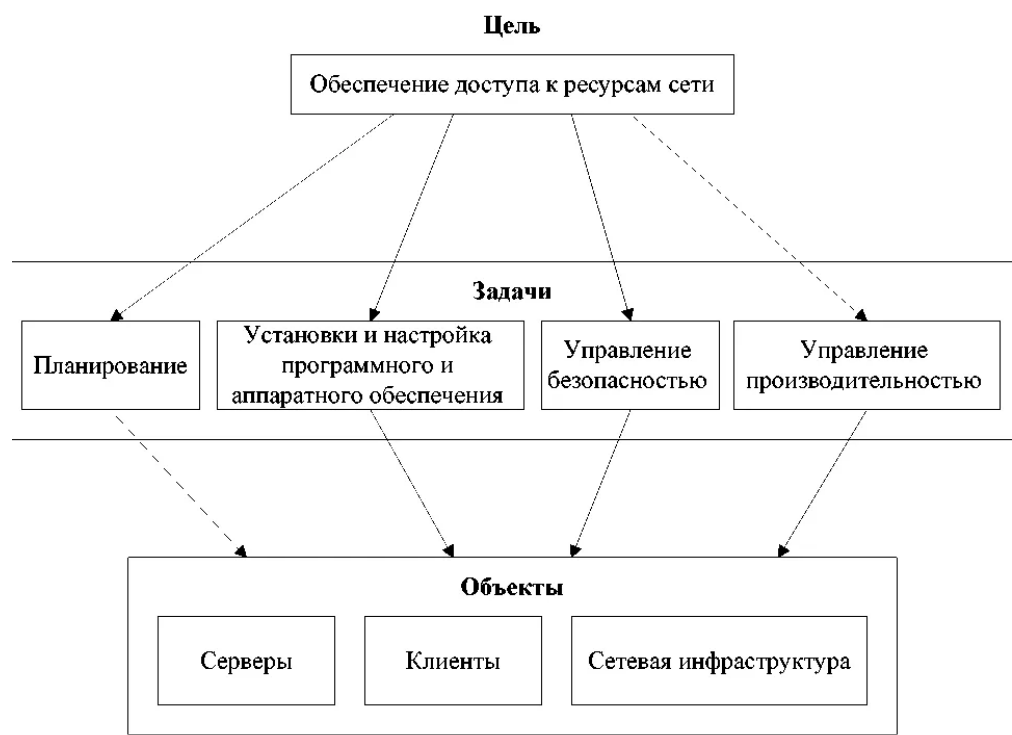 Цель
Обеспечение доступа к ресурсам сети
Задачи
Планирование
Установки и настройка
программного и
аппаратного обеспечения
Управление
безопасностью
Управление
производительностью
Объекты
Серверы
Клиенты
Сетевая инфраструктура